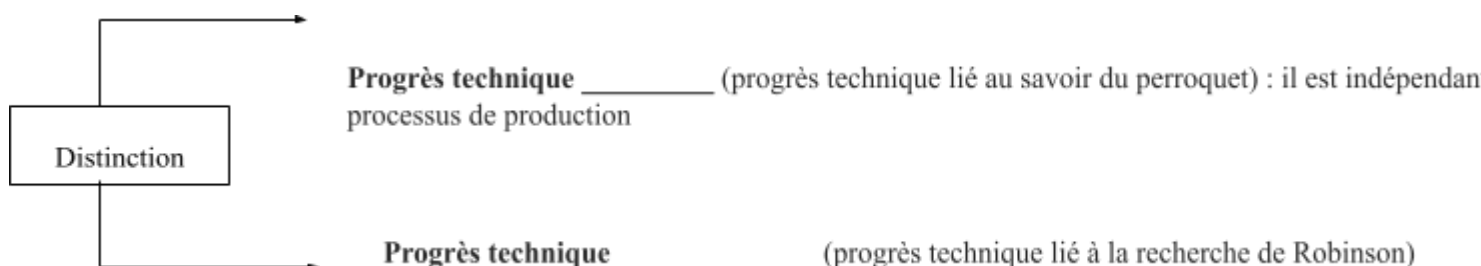 Progrès technique __________ (progrès technique lié au savoir du perroquet) : il est indépendan
processus de production
Distinction
Progrès technique (progrès technique lié à la recherche de Robinson)